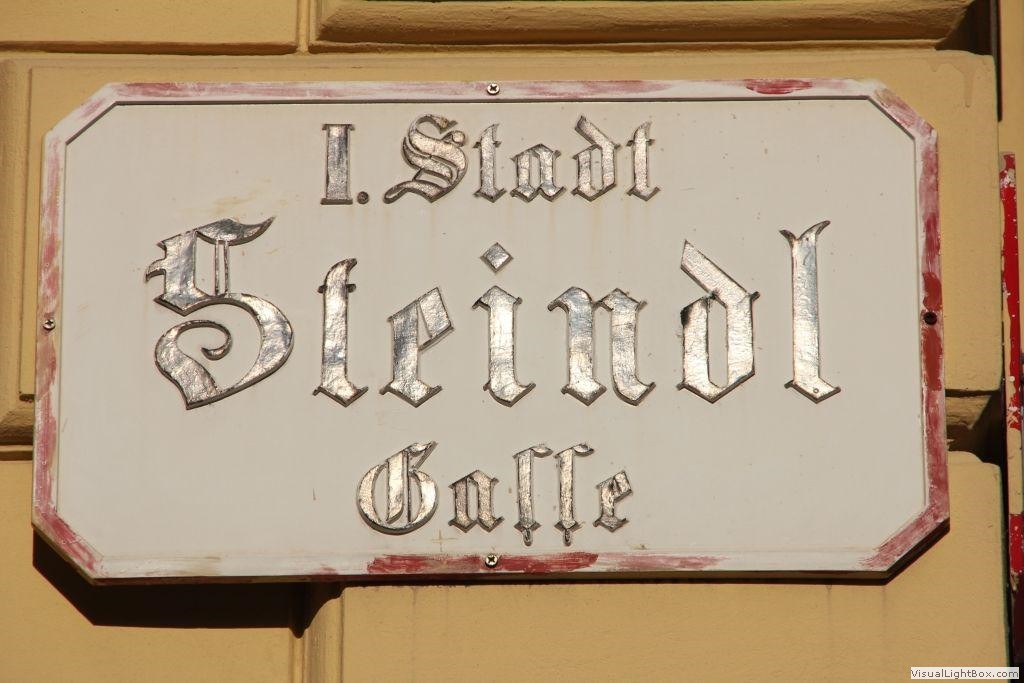 I. Stadt
Steindl
Gasse
VisualLightBox.com